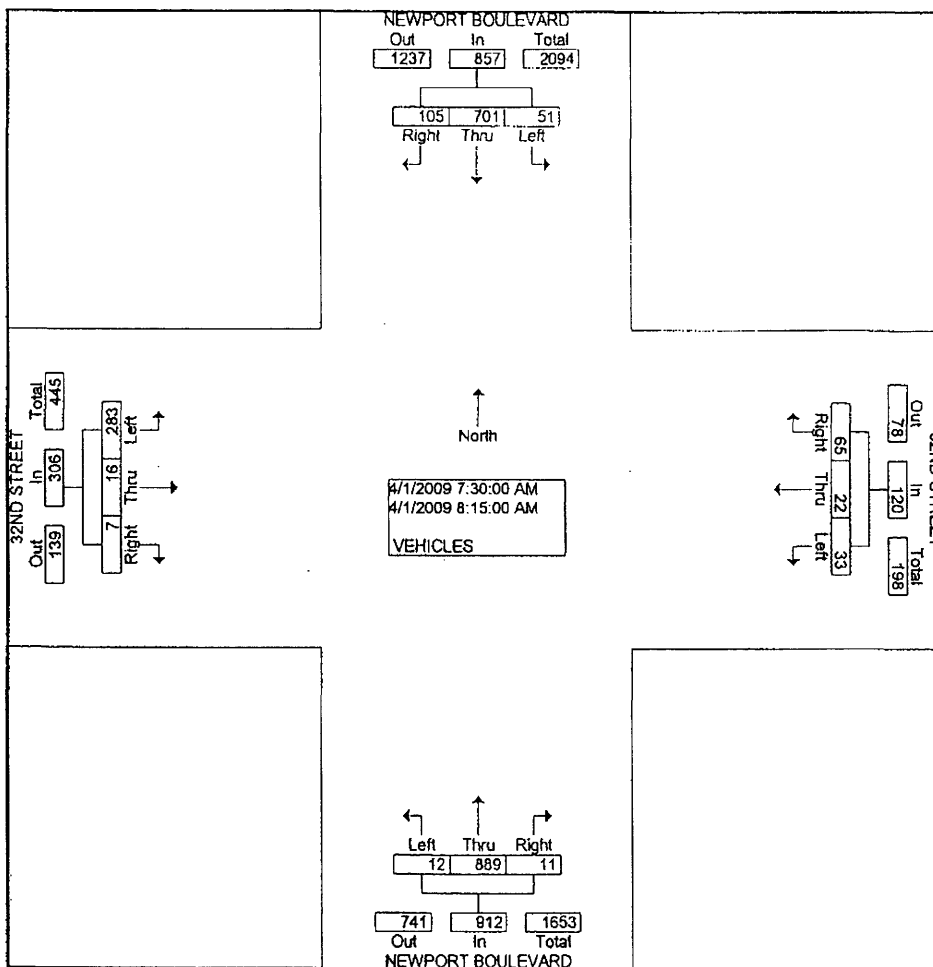 NEWPORT BOULEVARD
Out In Total
1237 857 2094
105 701 51
Right Thru Left
32ND STREET
Total In Out
445 306 139
283 16 7
Left Thru Right
North
4/1/2009 7:30:00 AM
4/1/2009 8:15:00 AM
VEHICLES
Right Thru Left
65 22 33
Out In Total
78 120 198
Left Thru Right
12 889 11
741 912 1653
Out In Total
NEWPORT BOULEVARD